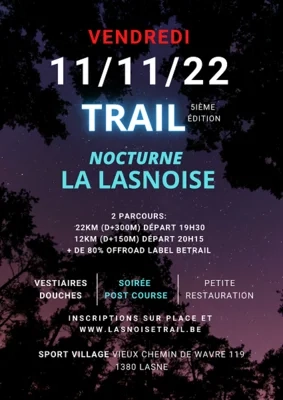 VENDREDI
11/11/22
TRAIL
5IÈME
ÉDITION
NOCTURNE
LA LASNOISE
2 PARCOURS:
22KM (D+300M) DÉPART 19H30
12KM (D+150M) DÉPART 20H15
+ DE 80% OFFROAD LABEL BETRAIL
VESTIAIRES
DOUCHES
SOIRÉE
POST COURSE
PETITE
RESTAURATION
INSCRIPTIONS SUR PLACE ET
WWW.LASNOISETRAIL.BE
SPORT VILLAGE VIEUX CHEMIN DE WAVRE 119
1380 LASNE